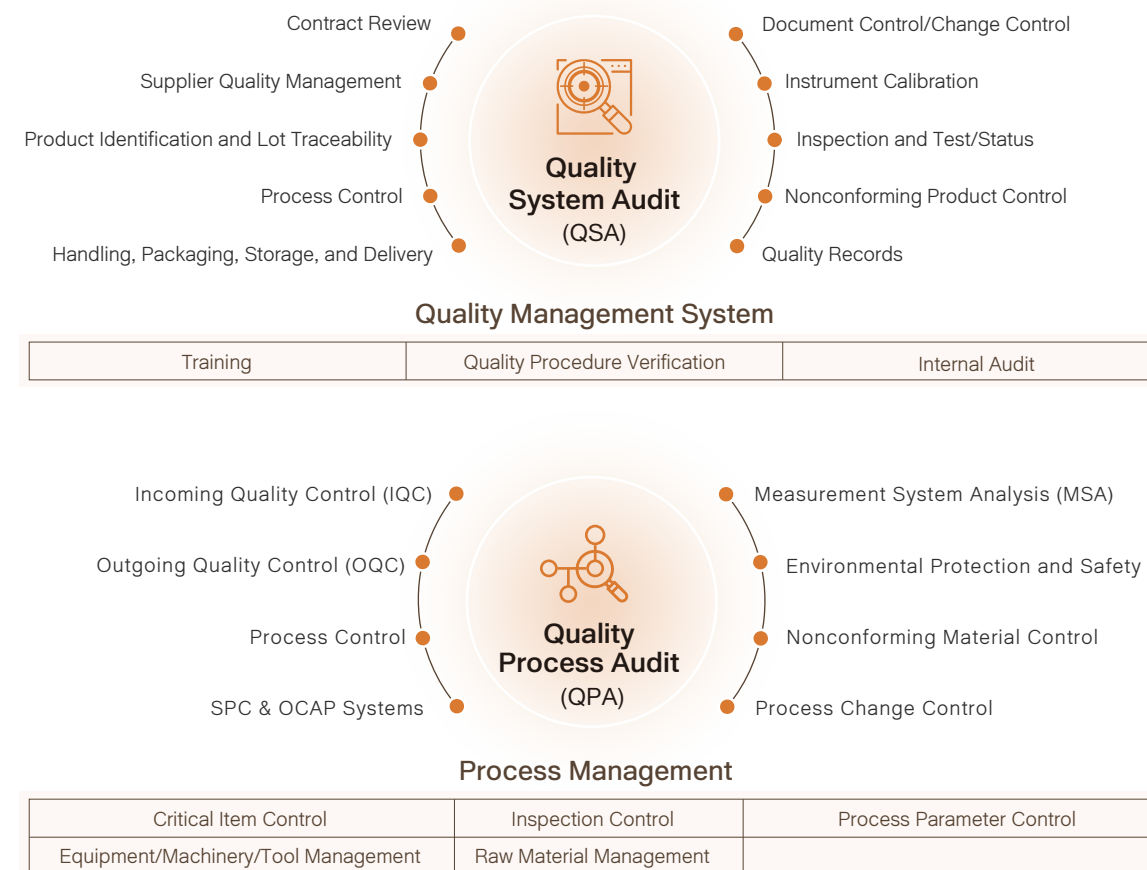 Contract Review
Supplier Quality Management
Product Identification and Lot Traceability
Process Control
Handling, Packaging, Storage, and Delivery
Quality
System Audit
(QSA)
Document Control/Change Control
Instrument Calibration
Inspection and Test/Status
Nonconforming Product Control
Quality Records
Quality Management System
Training
Quality Procedure Verification
Internal Audit
Incoming Quality Control (IQC)
Outgoing Quality Control (OQC)
Process Control
SPC & OCAP Systems
Quality
Process Audit
(QPA)
Measurement System Analysis (MSA)
Environmental Protection and Safety
Nonconforming Material Control
Process Change Control
Process Management
Critical Item Control
Inspection Control
Process Parameter Control
Equipment/Machinery/Tool Management
Raw Material Management